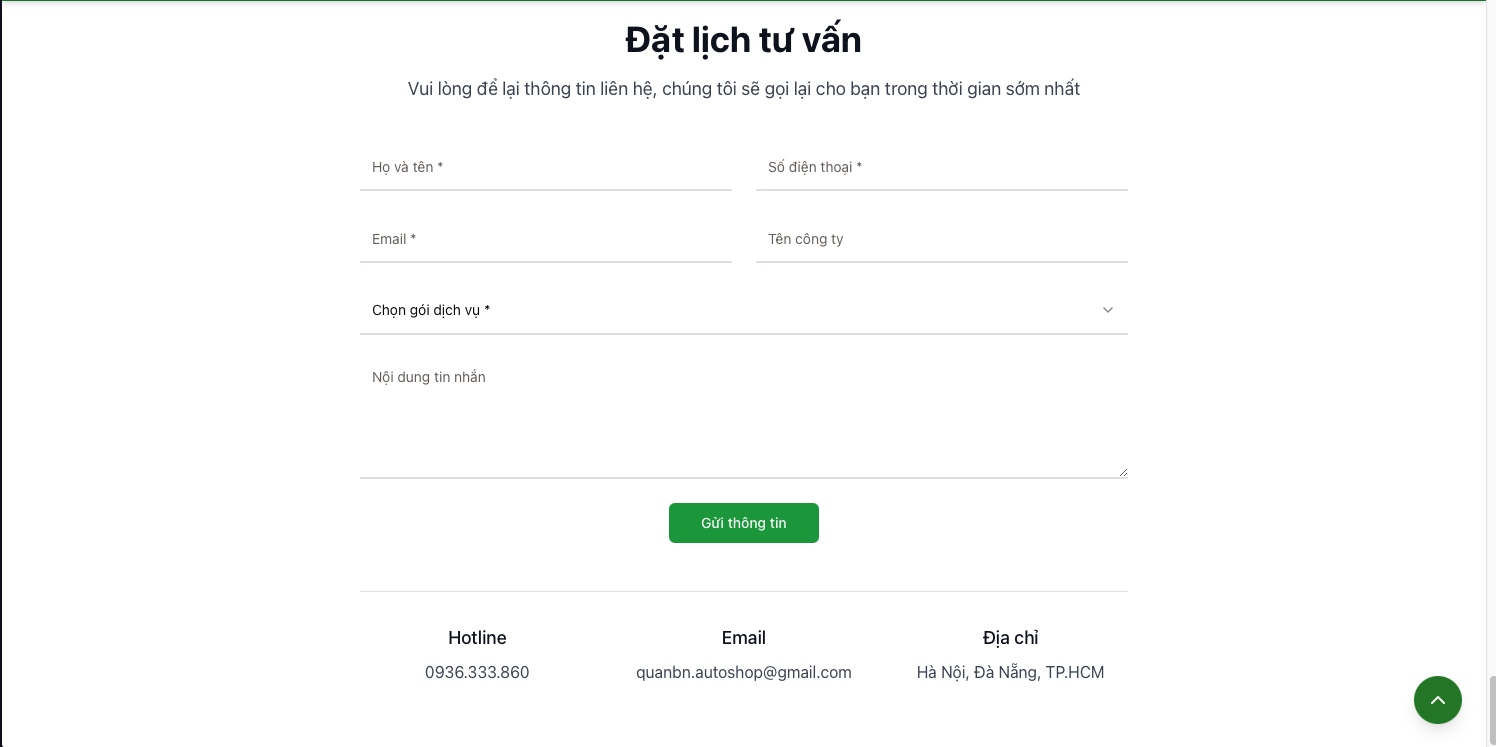 Đặt lịch tư vấn
Vui lòng để lại thông tin liên hệ, chúng tôi sẽ gọi lại cho bạn trong thời gian sớm nhất
Họ và tên *
Số điện thoại *
Email *
Tên công ty
Chọn gói dịch vụ *
Nội dung tin nhắn
Gửi thông tin
Hotline
0936.333.860
Email
quanbn.autoshop@gmail.com
Địa chỉ
Hà Nội, Đà Nẵng, TP.HCM